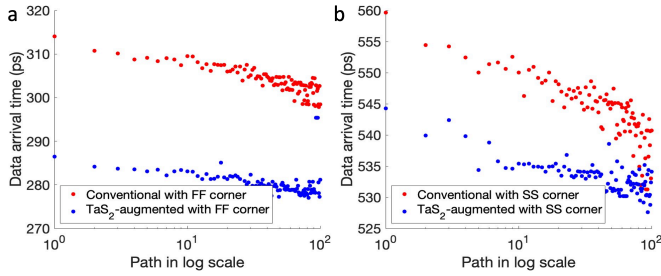 a
Data arrival time (ps)
320
310
300
290
280
270
Conventional with FF corner
TaS2-augmented with FF corner
10^0
10^1
10^2
Path in log scale
b
Data arrival time (ps)
560
555
550
545
540
535
530
525
Conventional with SS corner
TaS2-augmented with SS corner
10^0
10^1
10^2
Path in log scale